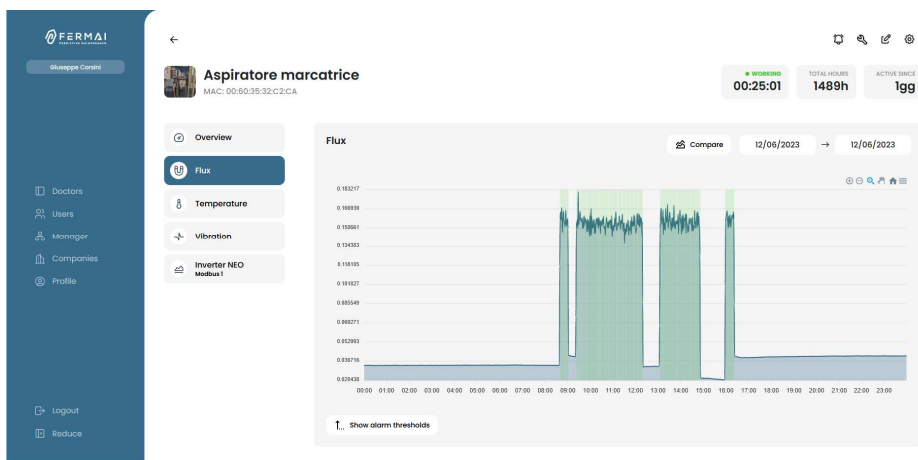 FERMAI
PREDICTIVE MAINTENANCE
Giuseppe Corsini
Doctors
Users
Manager
Companies
Profile
Logout
Reduce
←
Aspiratore marcatrice
MAC: 00:60:35:32:C2:CA
WORKING
00:25:01
TOTAL HOURS
1489h
ACTIVE SINCE
1gg
Overview
Flux
Temperature
Vibration
Inverter NEO
Modbus 1
Flux
Compare
12/06/2023 → 12/06/2023
0.183217
0.168939
0.150661
0.134383
0.118105
0.101827
0.085549
0.069271
0.052993
0.036716
0.020438
00:00 01:00 02:00 03:00 04:00 05:00 06:00 07:00 08:00 09:00 10:00 11:00 12:00 13:00 14:00 15:00 16:00 17:00 18:00 19:00 20:00 21:00 22:00 23:00
Show alarm thresholds